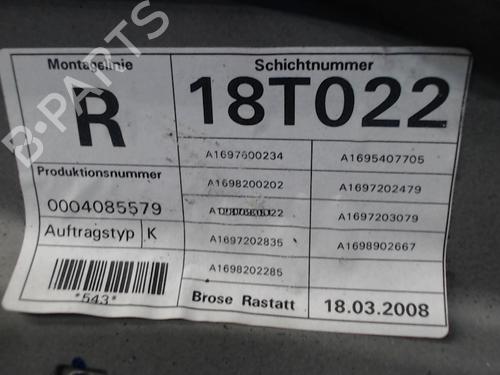 B-PARTS
Montagelinie
R
Schichtnummer
18T022
Produktionsnummer
0004085579
Auftragstyp K
*543*
A1697600234
A1695407705
A1698200202
A1697202479
A1697203079
A1697202835
A1698902667
A1698202285
Brose Rastatt
18.03.2008